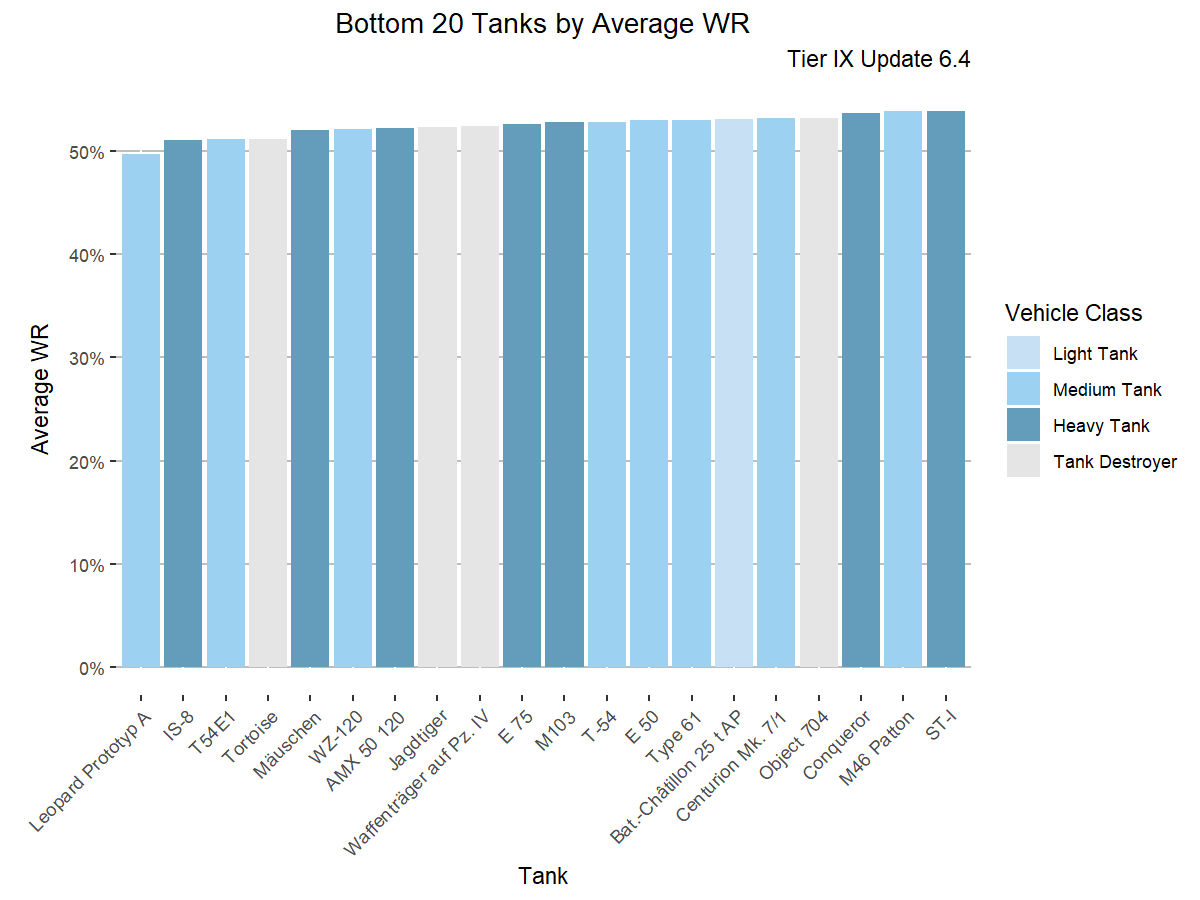 Bottom 20 Tanks by Average WR
Tier IX Update 6.4
Average WR
50%
40%
30%
20%
10%
0%
Leopard Prototyp A
IS-8
T54E1
Tortoise
Mäuschen
WZ-120
AMX 50 120
Jagdtiger
Waffenträger auf Pz. IV
E 75
M103
T-54
E 50
Type 61
Bat.-Châtillon 25 t AP
Centurion Mk. 7/1
Object 704
Conqueror
M46 Patton
ST-I
Tank
Vehicle Class
Light Tank
Medium Tank
Heavy Tank
Tank Destroyer